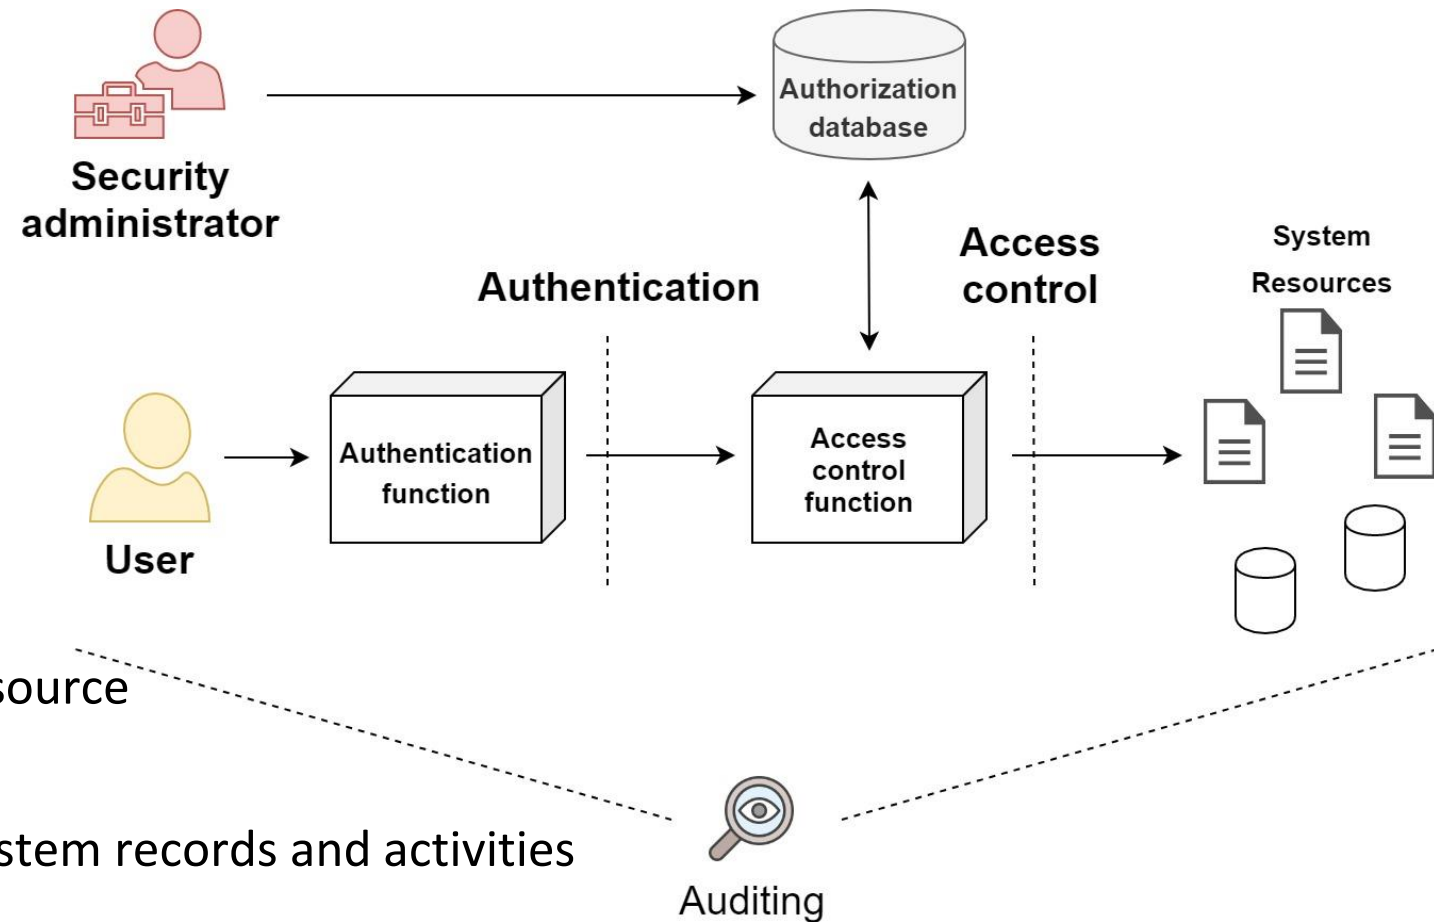 Authorization
database
Security
administrator
Access
control
System
Resources
Authentication
Authentication
function
Access
control
function
User
source
stem records and activities
Auditing